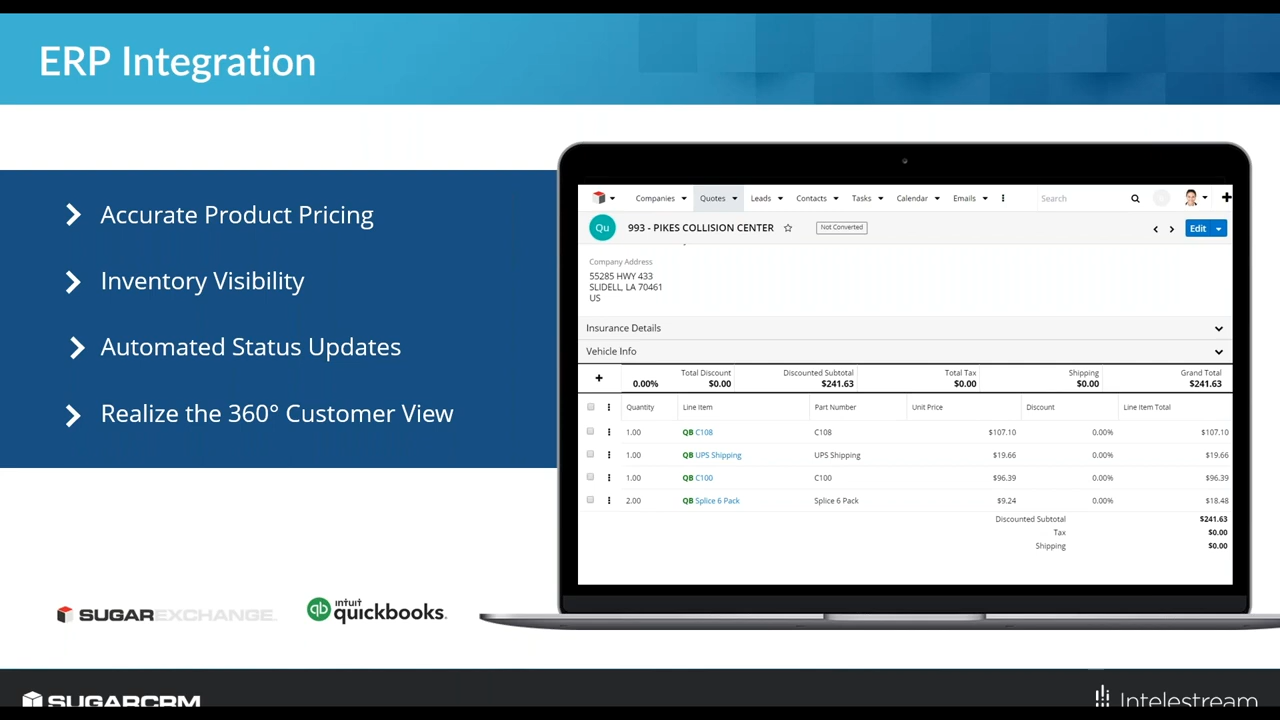 ERP Integration
Accurate Product Pricing
Inventory Visibility
Automated Status Updates
Realize the 360° Customer View
SUGAREXCHANGE
intuit
qb quickbooks.
Companies Quotes Leads Contacts Tasks Calendar Emails Search
Qu 993 - PIKES COLLISION CENTER Not Converted Edit
Company Address
55285 HWY 433
SLIDELL, LA 70461
US
Insurance Details
Vehicle Info
Total Discount Discounted Subtotal Total Tax Shipping Grand Total
0.00% $0.00 $241.63 $0.00 $0.00 $241.63
Quantity Line Item Part Number Unit Price Discount Line Item Total
1.00 QB C108 C108 $107.10 0.00% $107.10
1.00 QB UPS Shipping UPS Shipping $19.66 0.00% $19.66
1.00 QB C100 C100 $96.39 0.00% $96.39
2.00 QB Splice 6 Pack Splice 6 Pack $9.24 0.00% $18.48
Discounted Subtotal $241.63
Tax $0.00
Shipping $0.00
SUGARCRM
Intelestream